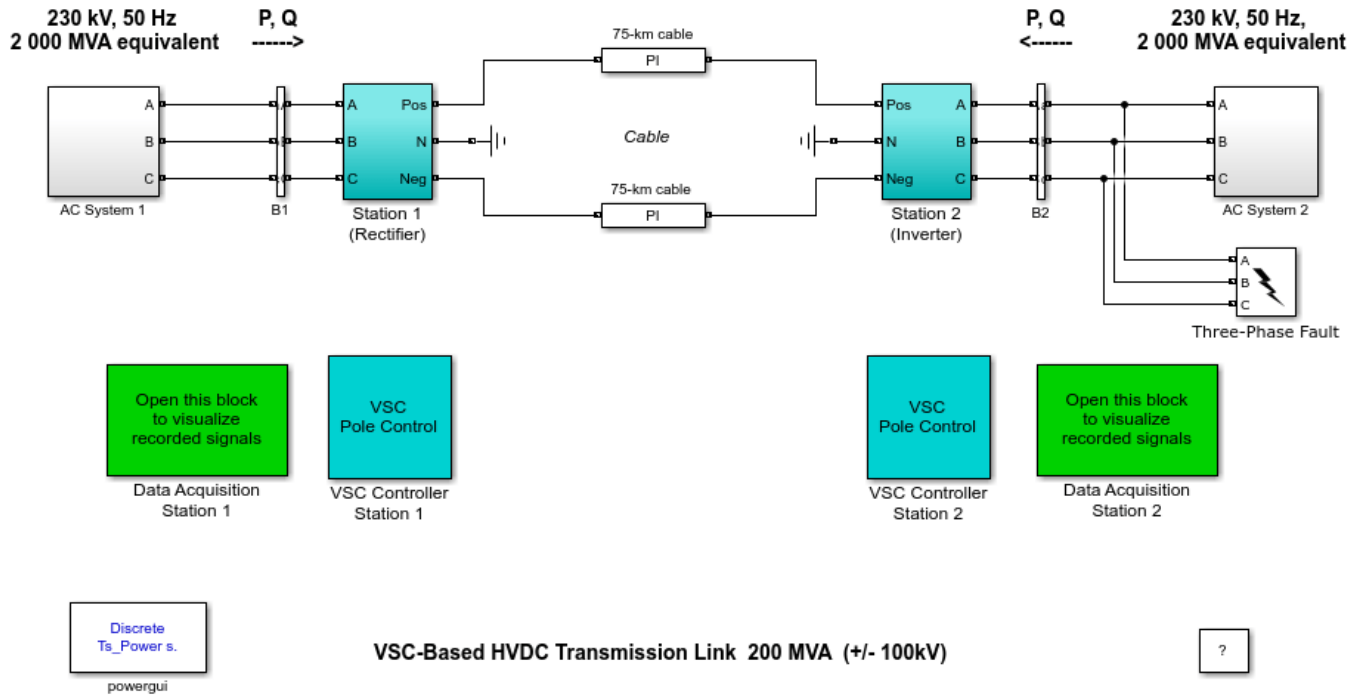 230 kV, 50 Hz
2 000 MVA equivalent
P, Q
------>
P, Q
<------
230 kV, 50 Hz,
2 000 MVA equivalent
75-km cable
PI
A
B
C
AC System 1
B1
A
B
C
Pos
N
Neg
Station 1
(Rectifier)
Cable
75-km cable
PI
Pos
N
Neg
A
B
C
Station 2
(Inverter)
B2
A
B
C
AC System 2
A
B
C
Three-Phase Fault
Open this block
to visualize
recorded signals
Data Acquisition
Station 1
VSC
Pole Control
VSC Controller
Station 1
VSC
Pole Control
VSC Controller
Station 2
Open this block
to visualize
recorded signals
Data Acquisition
Station 2
Discrete
Ts_Power s.
powergui
VSC-Based HVDC Transmission Link 200 MVA (+/- 100kV)
?